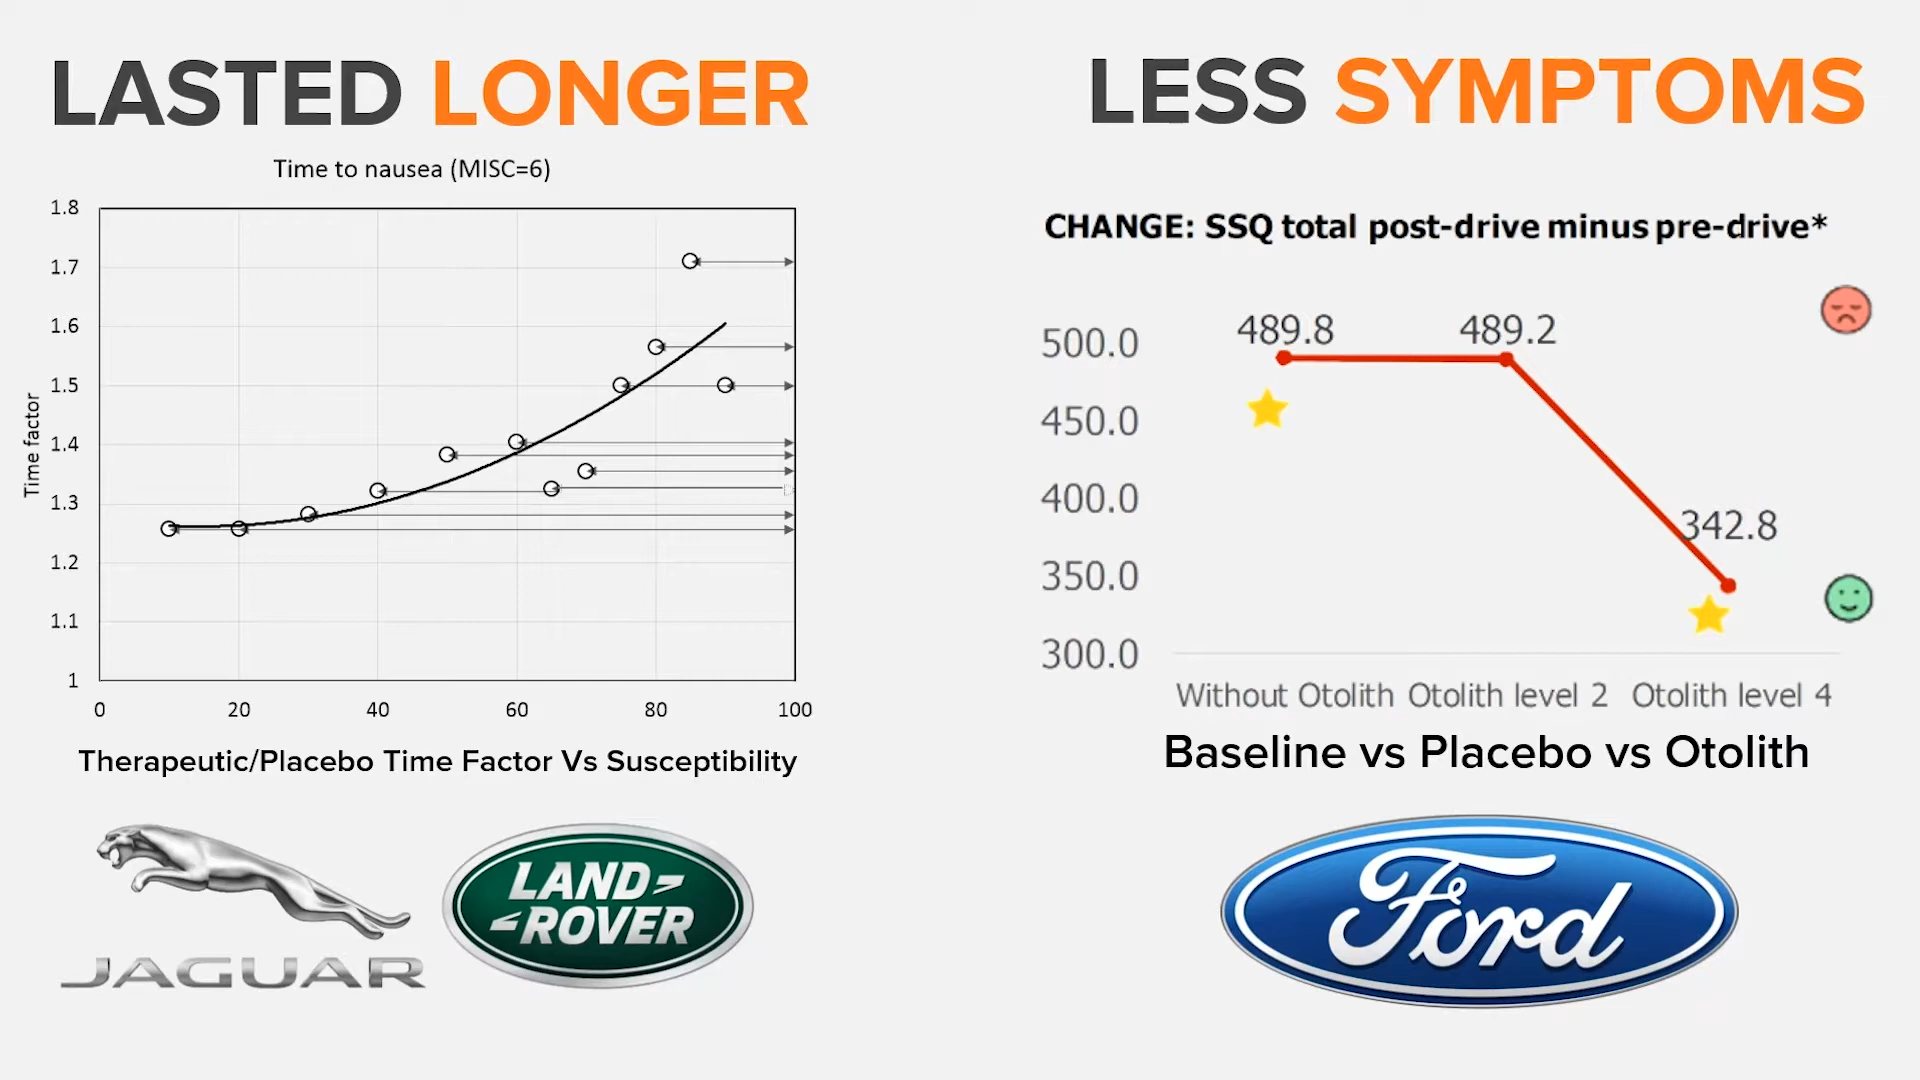 LASTED LONGER
Time to nausea (MISC=6)
1.8
1.7
1.6
1.5
1.4
1.3
1.2
1.1
1
Time factor
0 20 40 60 80 100
Therapeutic/Placebo Time Factor Vs Susceptibility
JAGUAR
LAND
ROVER
LESS SYMPTOMS
CHANGE: SSQ total post-drive minus pre-drive*
489.8 489.2
342.8
500.0
450.0
400.0
350.0
300.0
Without Otolith Otolith level 2 Otolith level 4
Baseline vs Placebo vs Otolith
Ford